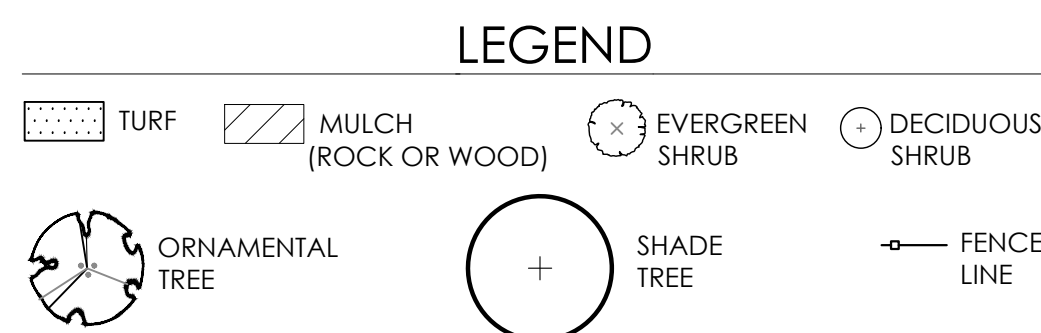 LEGEND
TURF
MULCH
(ROCK OR WOOD)
EVERGREEN
SHRUB
DECIDUOUS
SHRUB
ORNAMENTAL
TREE
SHADE
TREE
FENCE
LINE